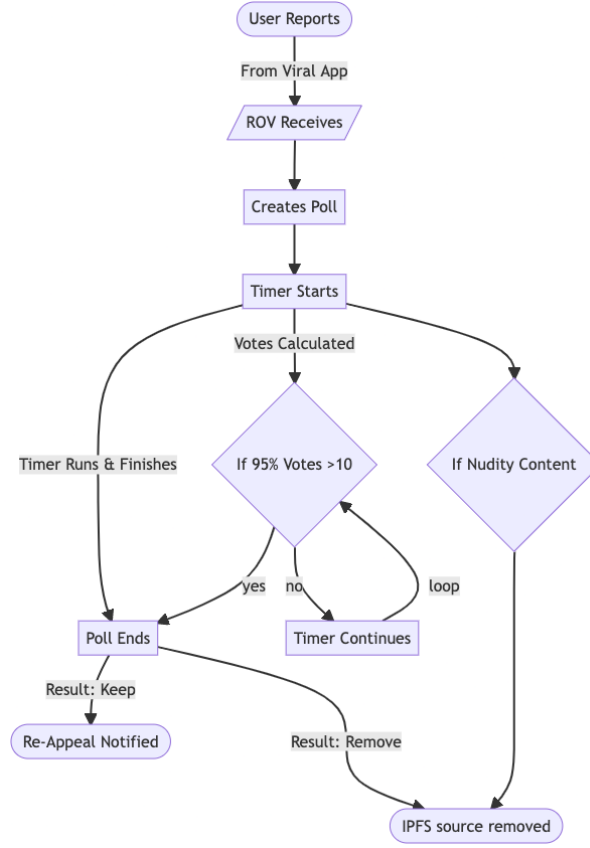 User Reports
From Viral App
ROV Receives
Creates Poll
Timer Starts
Votes Calculated
Timer Runs & Finishes
If 95% Votes >10
If Nudity Content
yes
no
loop
Poll Ends
Timer Continues
Result: Keep
Re-Appeal Notified
Result: Remove
IPFS source removed